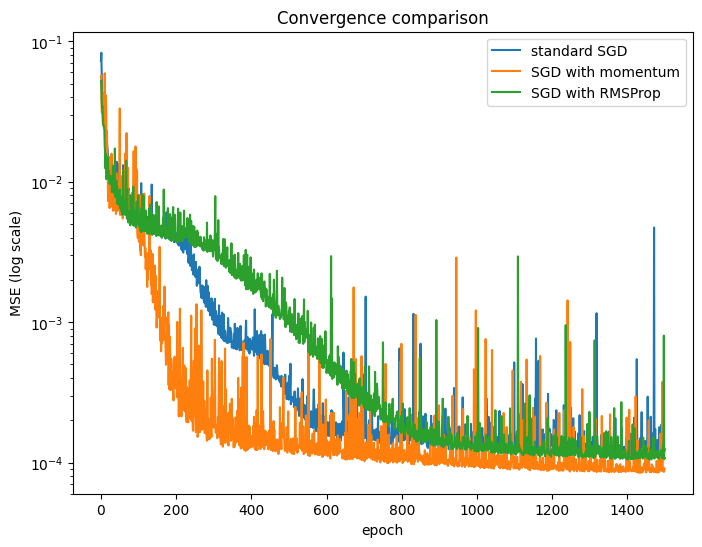 Convergence comparison
standard SGD
SGD with momentum
SGD with RMSProp
MSE (log scale)
10⁻¹
10⁻²
10⁻³
10⁻⁴
0 200 400 600 800 1000 1200 1400
epoch